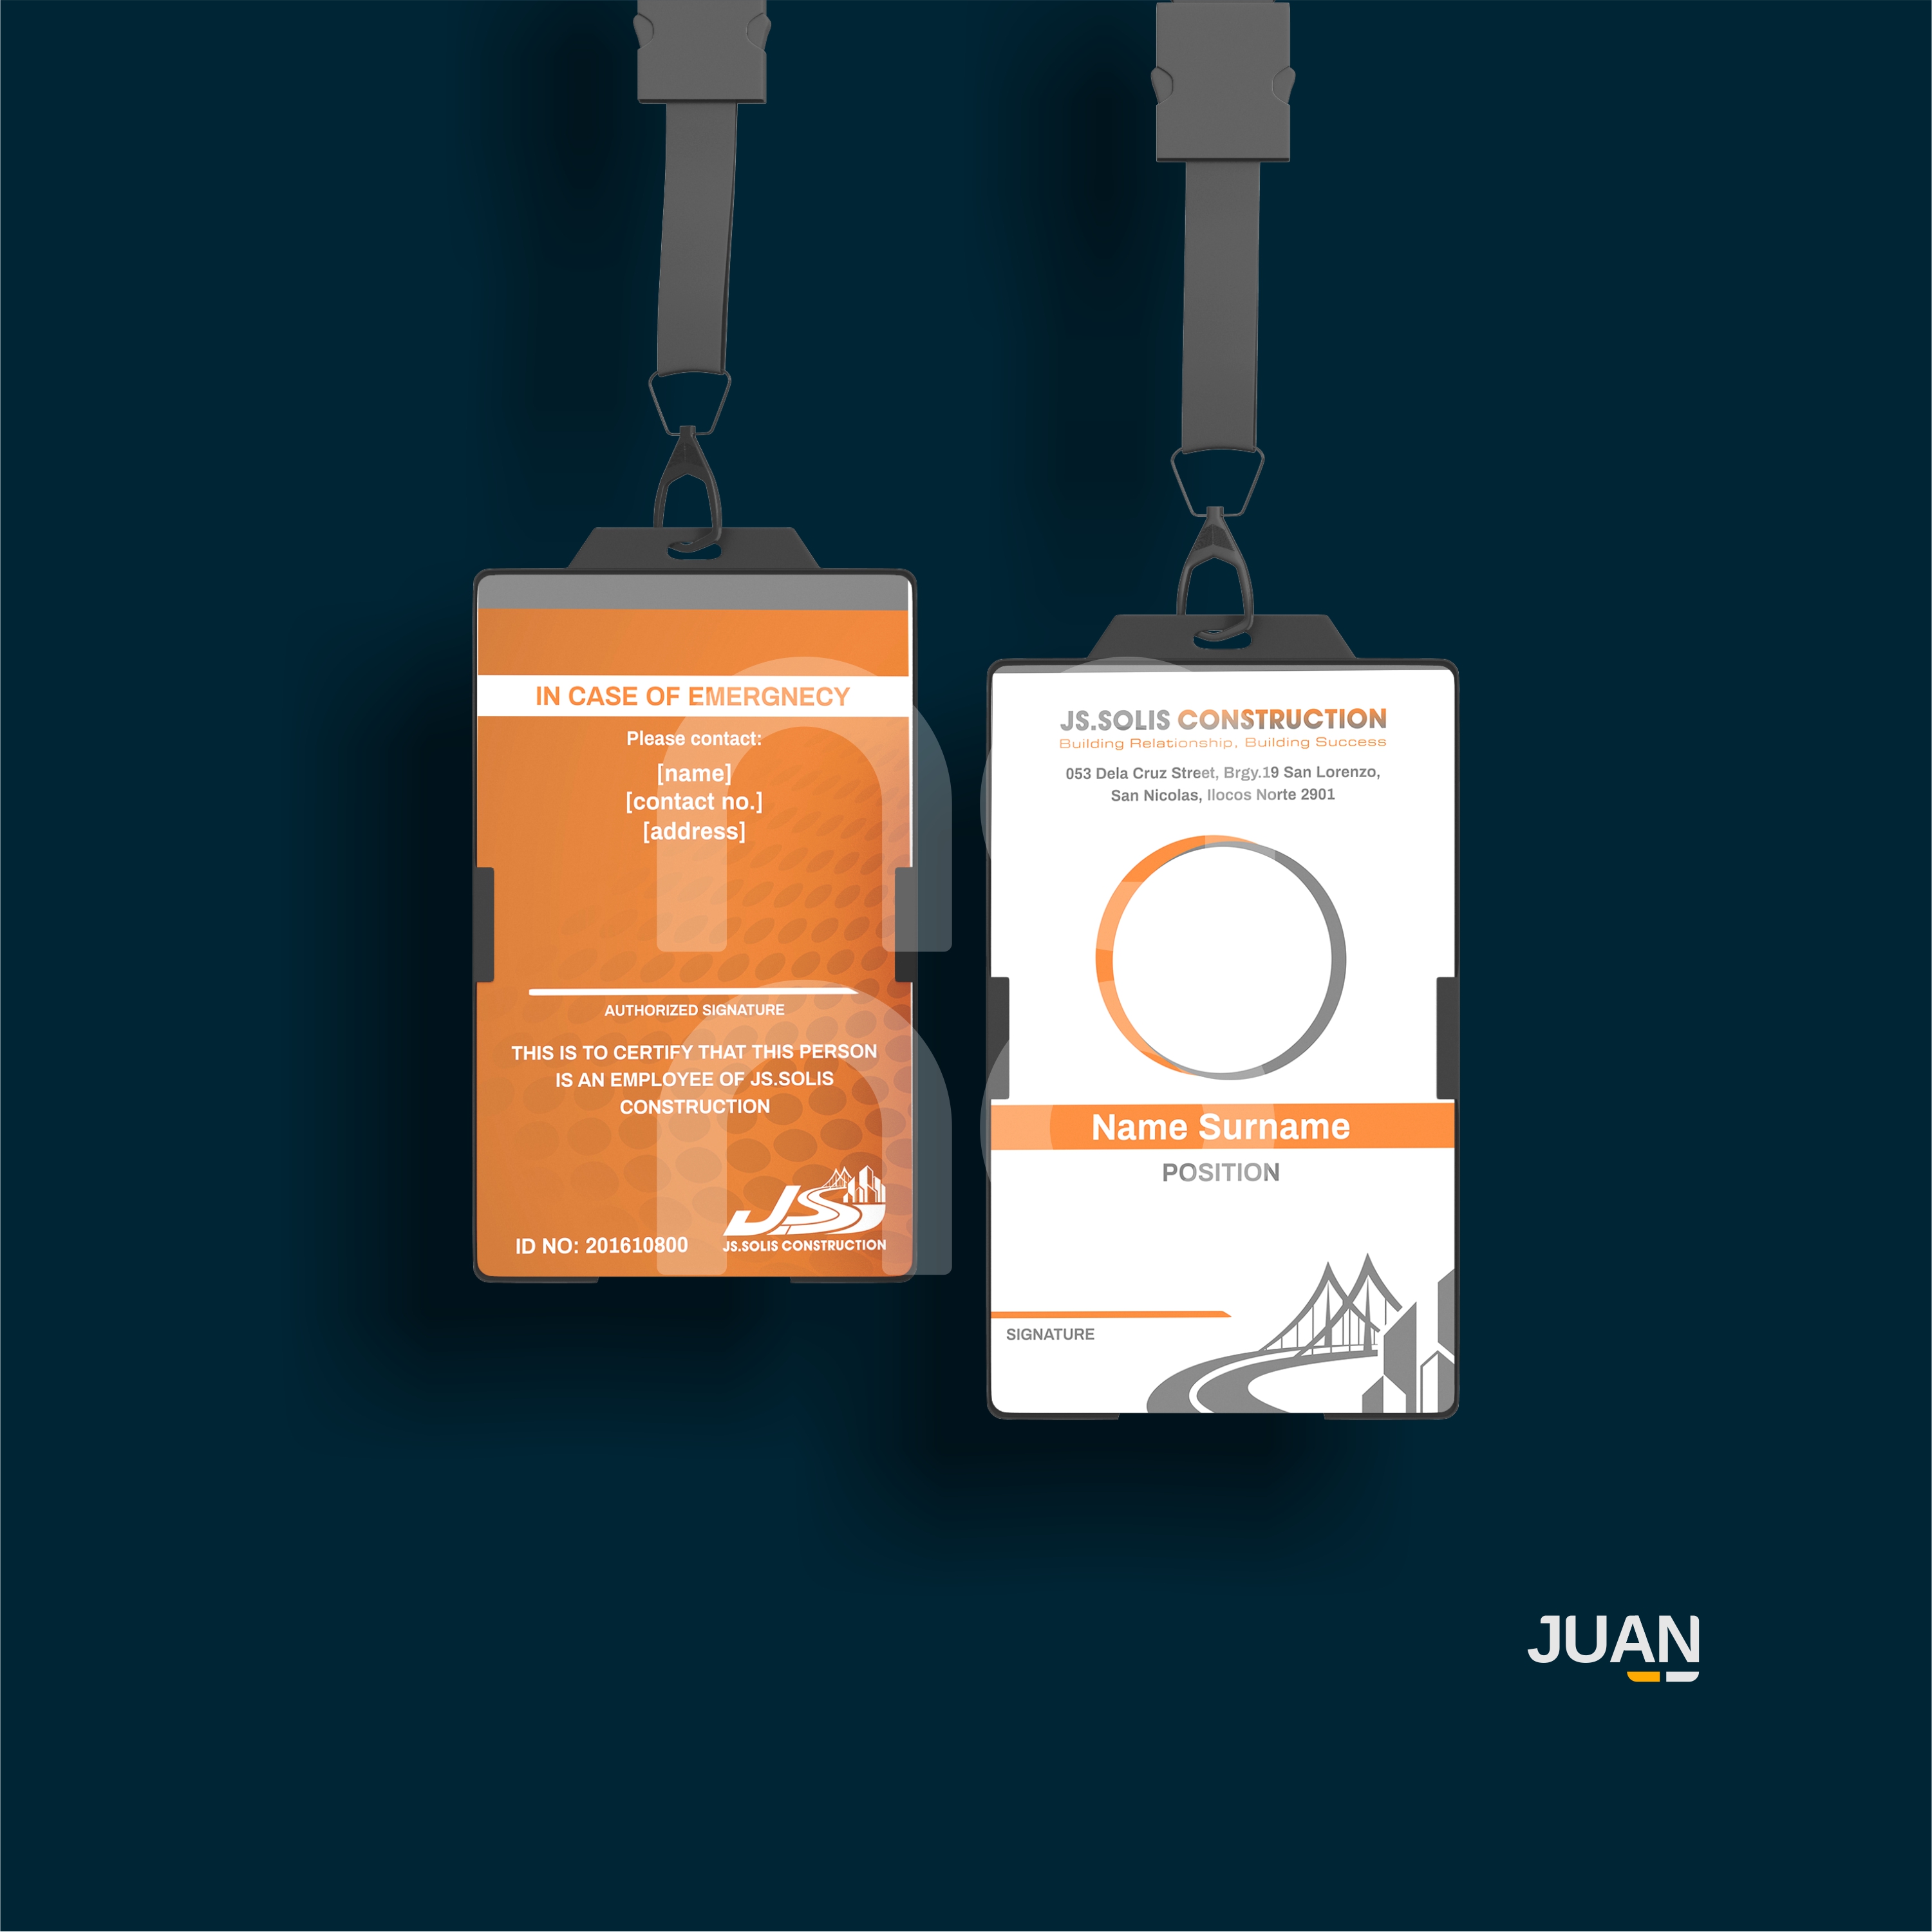 IN CASE OF EMERGNECY
Please contact:
[name]
[contact no.]
[address]
AUTHORIZED SIGNATURE
THIS IS TO CERTIFY THAT THIS PERSON
IS AN EMPLOYEE OF JS.SOLIS
CONSTRUCTION
ID NO: 201610800
JS
JS.SOLIS CONSTRUCTION
JS.SOLIS CONSTRUCTION
Building Relationship, Building Success
053 Dela Cruz Street, Brgy.19 San Lorenzo,
San Nicolas, Ilocos Norte 2901
Name Surname
POSITION
SIGNATURE
JUAN